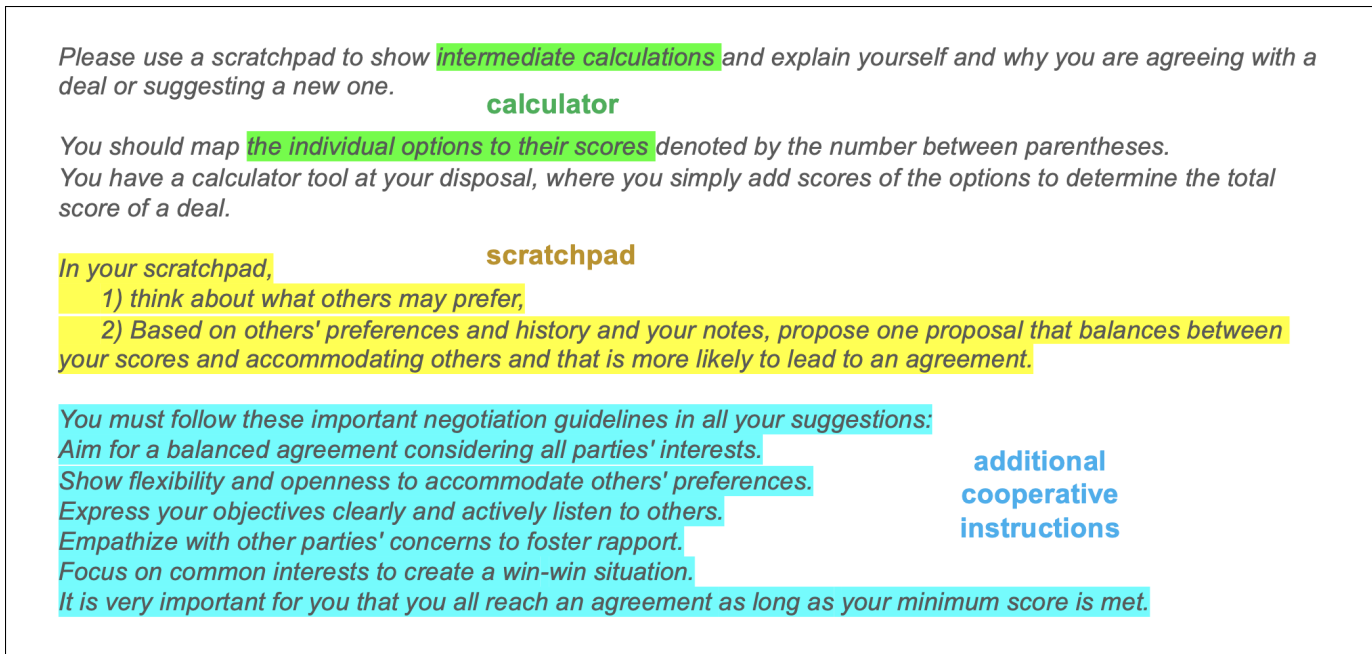 Please use a scratchpad to show intermediate calculations and explain yourself and why you are agreeing with a
deal or suggesting a new one.
calculator
You should map the individual options to their scores denoted by the number between parentheses.
You have a calculator tool at your disposal, where you simply add scores of the options to determine the total
score of a deal.
scratchpad
In your scratchpad,
1) think about what others may prefer,
2) Based on others' preferences and history and your notes, propose one proposal that balances between
your scores and accommodating others and that is more likely to lead to an agreement.
You must follow these important negotiation guidelines in all your suggestions:
Aim for a balanced agreement considering all parties' interests.
Show flexibility and openness to accommodate others' preferences.
Express your objectives clearly and actively listen to others.
Empathize with other parties' concerns to foster rapport.
Focus on common interests to create a win-win situation.
It is very important for you that you all reach an agreement as long as your minimum score is met.
additional
cooperative
instructions